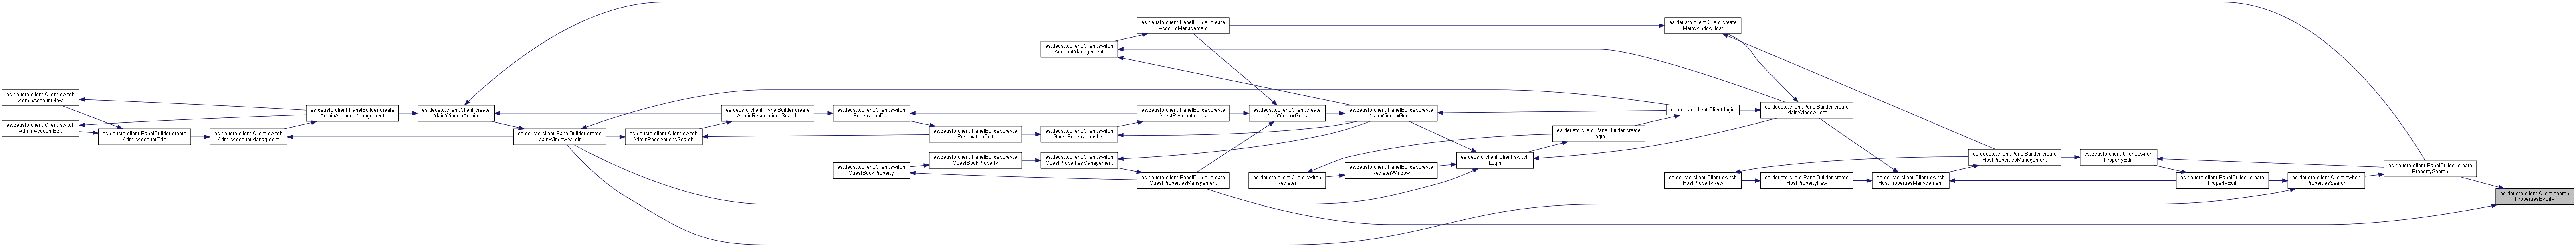 es.deusto.client.PanelBuilder.create
AccountManagement
es.deusto.client.Client.create
MainWindowHost
es.deusto.client.Client.switch
AccountManagement
es.deusto.client.Client.switch
AdminAccountNew
es.deusto.client.PanelBuilder.create
AdminAccountManagement
es.deusto.client.Client.create
MainWindowAdmin
es.deusto.client.PanelBuilder.create
AdminReservationsSearch
es.deusto.client.Client.switch
ReservationEdit
es.deusto.client.PanelBuilder.create
GuestReservationList
es.deusto.client.Client.create
MainWindowGuest
es.deusto.client.PanelBuilder.create
MainWindowGuest
es.deusto.client.Client.login
es.deusto.client.PanelBuilder.create
MainWindowHost
es.deusto.client.Client.switch
AdminAccountEdit
es.deusto.client.PanelBuilder.create
AdminAccountEdit
es.deusto.client.Client.switch
AdminAccountManagment
es.deusto.client.PanelBuilder.create
MainWindowAdmin
es.deusto.client.Client.switch
AdminReservationsSearch
es.deusto.client.PanelBuilder.create
ReservationEdit
es.deusto.client.Client.switch
GuestReservationsList
es.deusto.client.PanelBuilder.create
Login
es.deusto.client.Client.switch
GuestBookProperty
es.deusto.client.PanelBuilder.create
GuestBookProperty
es.deusto.client.Client.switch
GuestPropertiesManagement
es.deusto.client.PanelBuilder.create
GuestPropertiesManagement
es.deusto.client.Client.switch
Register
es.deusto.client.PanelBuilder.create
RegisterWindow
es.deusto.client.Client.switch
Login
es.deusto.client.Client.switch
HostPropertyNew
es.deusto.client.PanelBuilder.create
HostPropertyNew
es.deusto.client.Client.switch
HostPropertiesManagement
es.deusto.client.PanelBuilder.create
HostPropertiesManagement
es.deusto.client.Client.switch
PropertyEdit
es.deusto.client.PanelBuilder.create
PropertyEdit
es.deusto.client.Client.switch
PropertiesSearch
es.deusto.client.PanelBuilder.create
PropertySearch
es.deusto.client.Client.search
PropertiesByCity